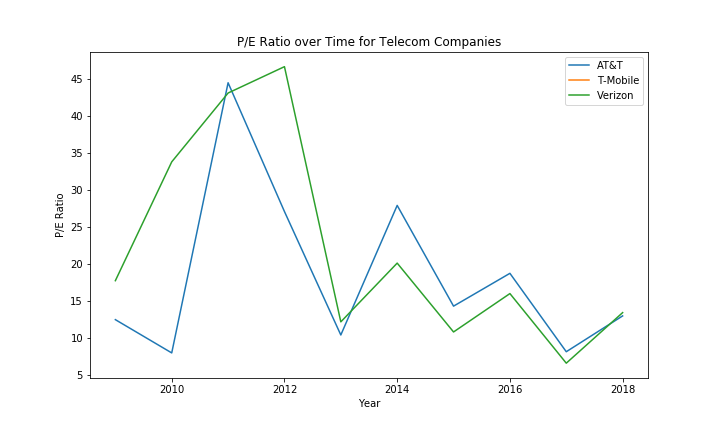 P/E Ratio over Time for Telecom Companies
AT&T
T-Mobile
Verizon
P/E Ratio
45
40
35
30
25
20
15
10
5
2010 2012 2014 2016 2018
Year